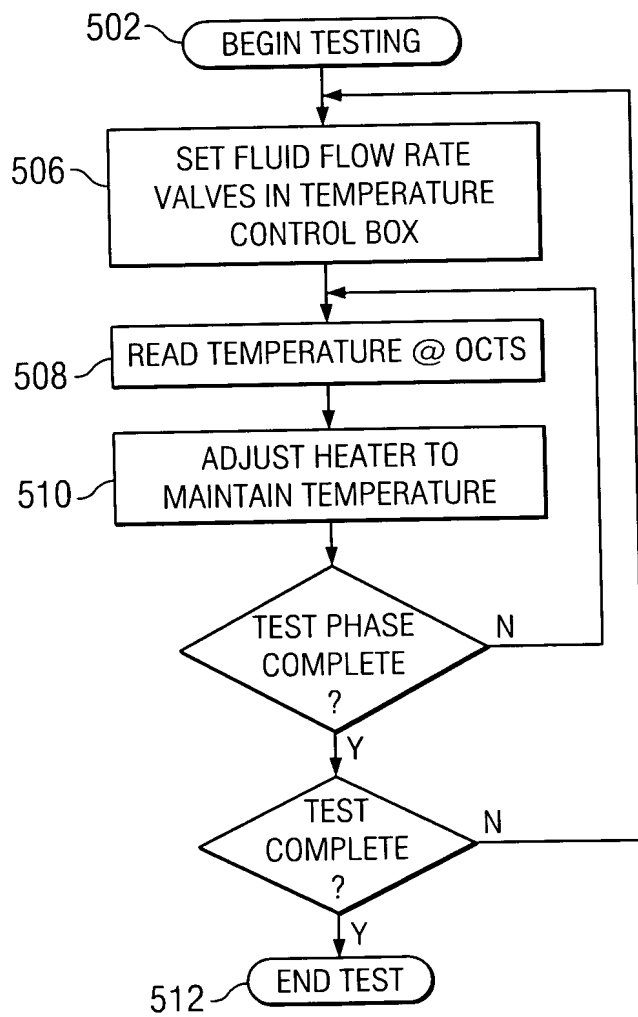 502
BEGIN TESTING
506
SET FLUID FLOW RATE
VALVES IN TEMPERATURE
CONTROL BOX
508
READ TEMPERATURE @ OCTS
510
ADJUST HEATER TO
MAINTAIN TEMPERATURE
TEST PHASE
COMPLETE
?
N
Y
TEST
COMPLETE
?
N
Y
512
END TEST